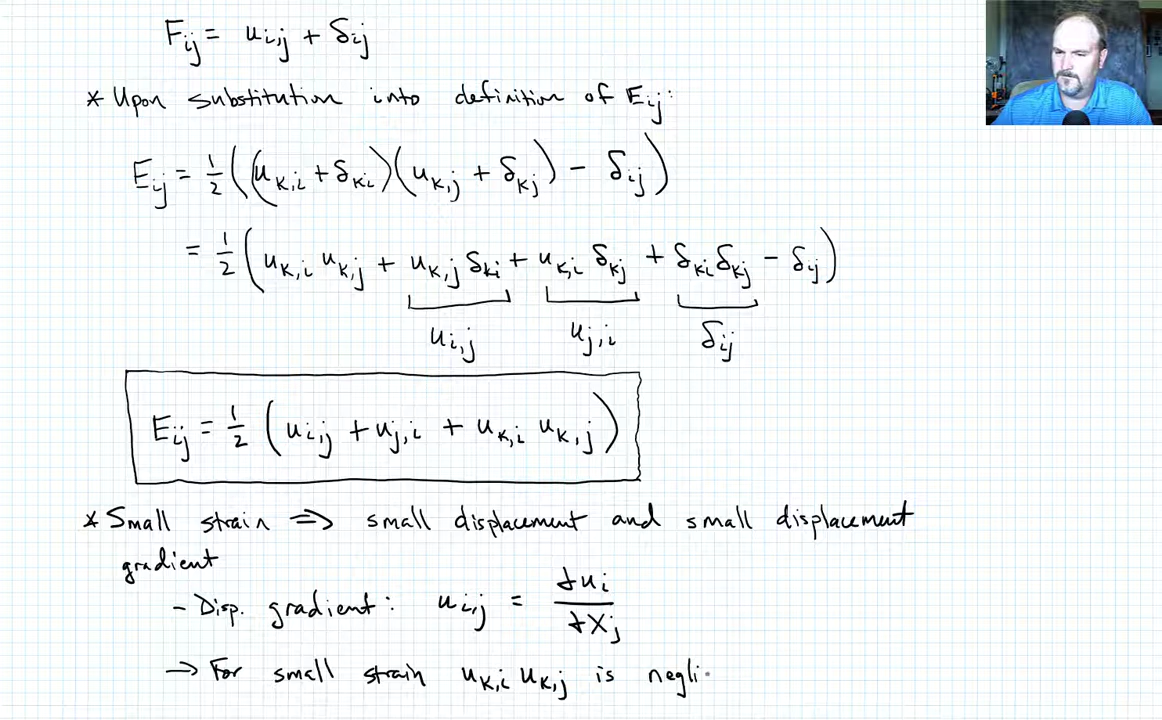 F_ij = u_i,j + δ_ij
* Upon substitution into definition of E_ij:
E_ij = 1/2 ((u_K,i + δ_Ki)(u_K,j + δ_Kj) - δ_ij)
= 1/2 (u_K,i u_K,j + u_K,j δ_Ki + u_K,i δ_Kj + δ_Ki δ_Kj - δ_ij)
u_i,j u_j,i δ_ij
E_ij = 1/2 (u_i,j + u_j,i + u_K,i u_K,j)
* Small strain => small displacement and small displacement
gradient
- Disp. gradient: u_i,j = ∂u_i/∂X_j
→ For small strain u_K,i u_K,j is negli